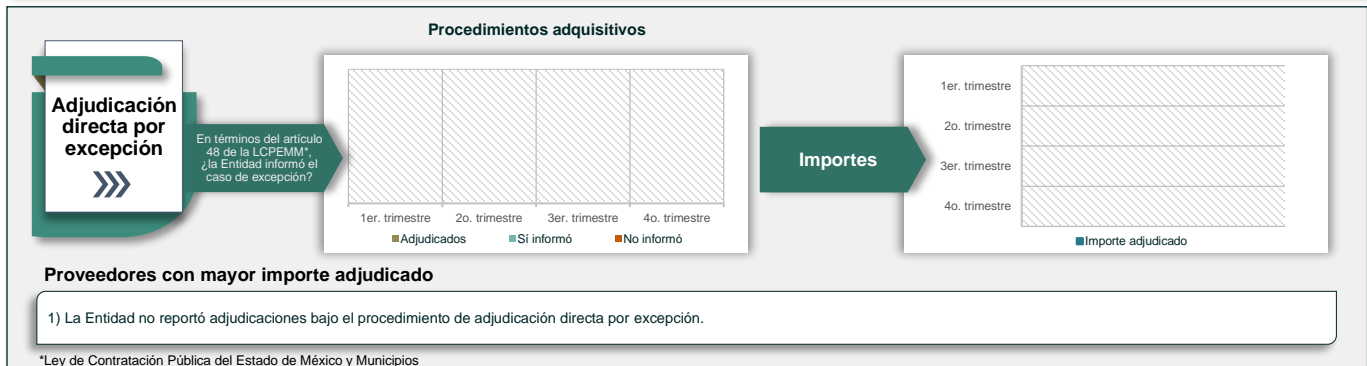 Procedimientos adquisitivos
Adjudicación
directa por
excepción
En términos del artículo
48 de la LCPEMM*,
¿la Entidad informó el
caso de excepción?
1er. trimestre
2o. trimestre
3er. trimestre
4o. trimestre
Adjudicados
Sí informó
No informó
Importes
1er. trimestre
2o. trimestre
3er. trimestre
4o. trimestre
Importe adjudicado
Proveedores con mayor importe adjudicado
1) La Entidad no reportó adjudicaciones bajo el procedimiento de adjudicación directa por excepción.
*Ley de Contratación Pública del Estado de México y Municipios